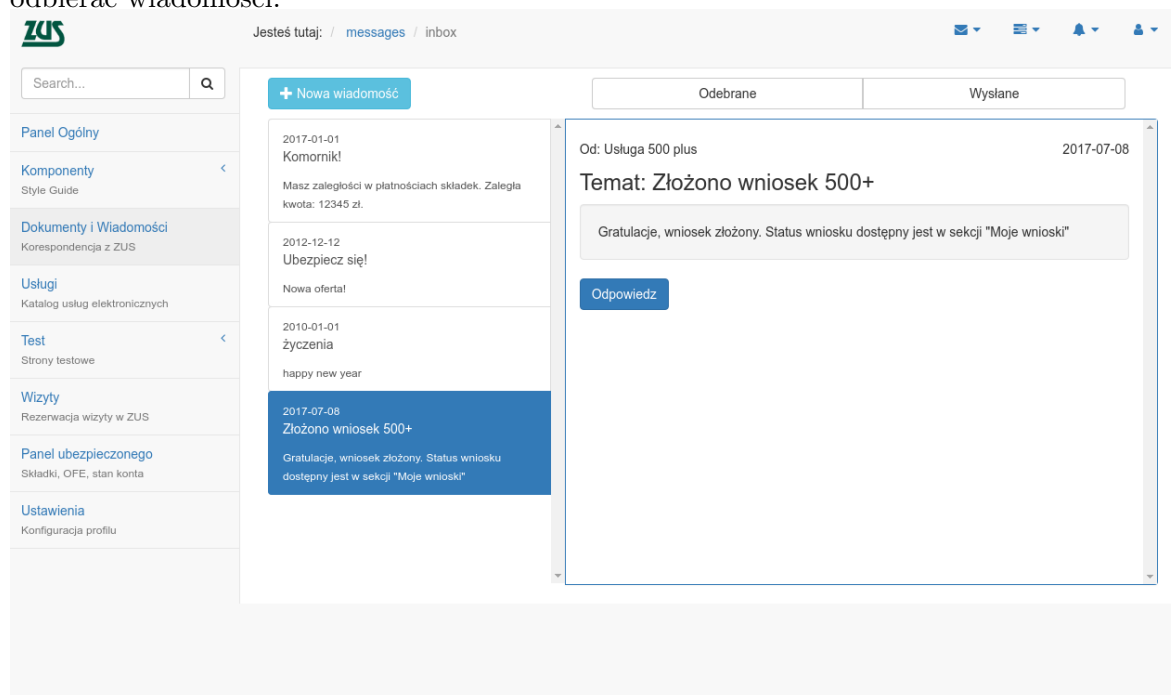 odbierać wiadomości.
ZUS
Jesteś tutaj: / messages / inbox
Search...
Nowa wiadomość
Odebrane
Wysłane
Panel Ogólny
Komponenty
Style Guide
Dokumenty i Wiadomości
Korespondencja z ZUS
Usługi
Katalog usług elektronicznych
Test
Strony testowe
Wizyty
Rezerwacja wizyty w ZUS
Panel ubezpieczonego
Składki, OFE, stan konta
Ustawienia
Konfiguracja profilu
2017-01-01
Komornik!
Masz zaległości w płatnościach składek. Zaległa
kwota: 12345 zł.
2012-12-12
Ubezpiecz się!
Nowa oferta!
2010-01-01
życzenia
happy new year
2017-07-08
Złożono wniosek 500+
Gratulacje, wniosek złożony. Status wniosku
dostępny jest w sekcji "Moje wnioski"
Od: Usługa 500 plus
2017-07-08
Temat: Złożono wniosek 500+
Gratulacje, wniosek złożony. Status wniosku dostępny jest w sekcji "Moje wnioski"
Odpowiedz